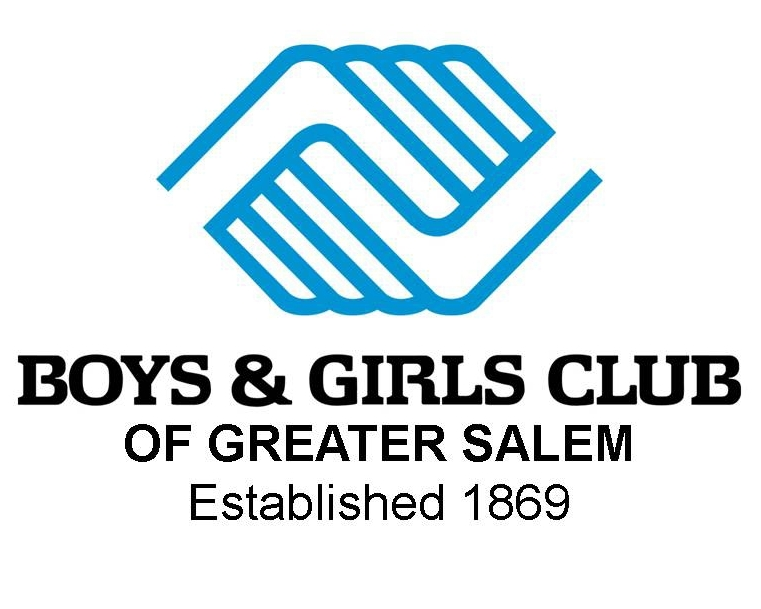 BOYS & GIRLS CLUB
OF GREATER SALEM
Established 1869